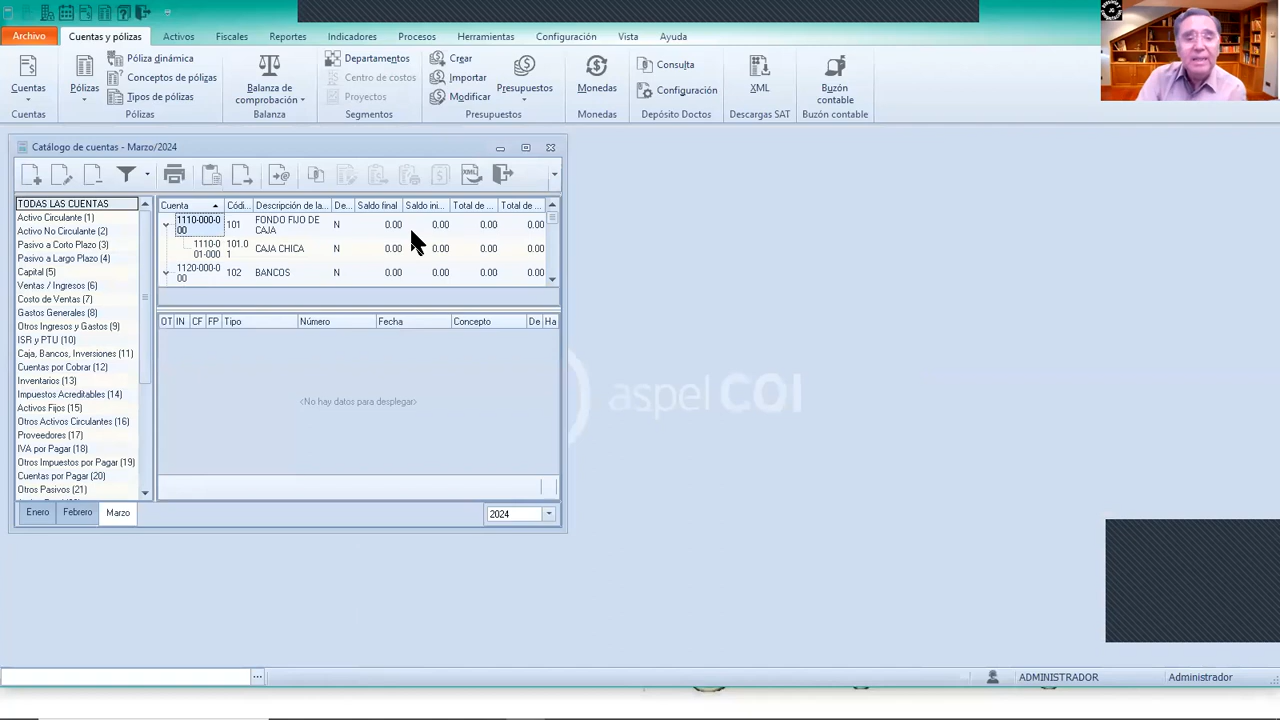 Archivo Cuentas y pólizas Activos Fiscales Reportes Indicadores Procesos Herramientas Configuración Vista Ayuda
Cuentas
Cuentas
Pólizas
Póliza dinámica
Conceptos de pólizas
Tipos de pólizas
Pólizas
Balanza de
comprobación
Balanza
Departamentos
Centro de costos
Proyectos
Segmentos
Crear
Importar
Modificar
Presupuestos
Presupuestos
Monedas
Monedas
Consulta
Configuración
Depósito Doctos
XML
Descargas SAT
Buzón
contable
Buzón contable
Catálogo de cuentas - Marzo/2024
TODAS LAS CUENTAS
Activo Circulante (1)
Activo No Circulante (2)
Pasivo a Corto Plazo (3)
Pasivo a Largo Plazo (4)
Capital (5)
Ventas / Ingresos (6)
Costo de Ventas (7)
Gastos Generales (8)
Otros Ingresos y Gastos (9)
ISR y PTU (10)
Caja, Bancos, Inversiones (11)
Cuentas por Cobrar (12)
Inventarios (13)
Impuestos Acreditables (14)
Activos Fijos (15)
Otros Activos Circulantes (16)
Proveedores (17)
IVA por Pagar (18)
Otros Impuestos por Pagar (19)
Cuentas por Pagar (20)
Otros Pasivos (21)
Cuenta Códi... Descripción de la... De... Saldo final Saldo ini... Total de ... Total de ...
1110-000-0
00 101 FONDO FIJO DE
CAJA N 0.00 0.00 0.00 0.00
1110-0
01-000 101.0
1 CAJA CHICA N 0.00 0.00 0.00 0.00
1120-000-0
00 102 BANCOS N 0.00 0.00 0.00 0.00
OT IN CF FP Tipo Número Fecha Concepto De Ha
<No hay datos para desplegar>
Enero Febrero Marzo 2024
aspel COI
ADMINISTRADOR Administrador